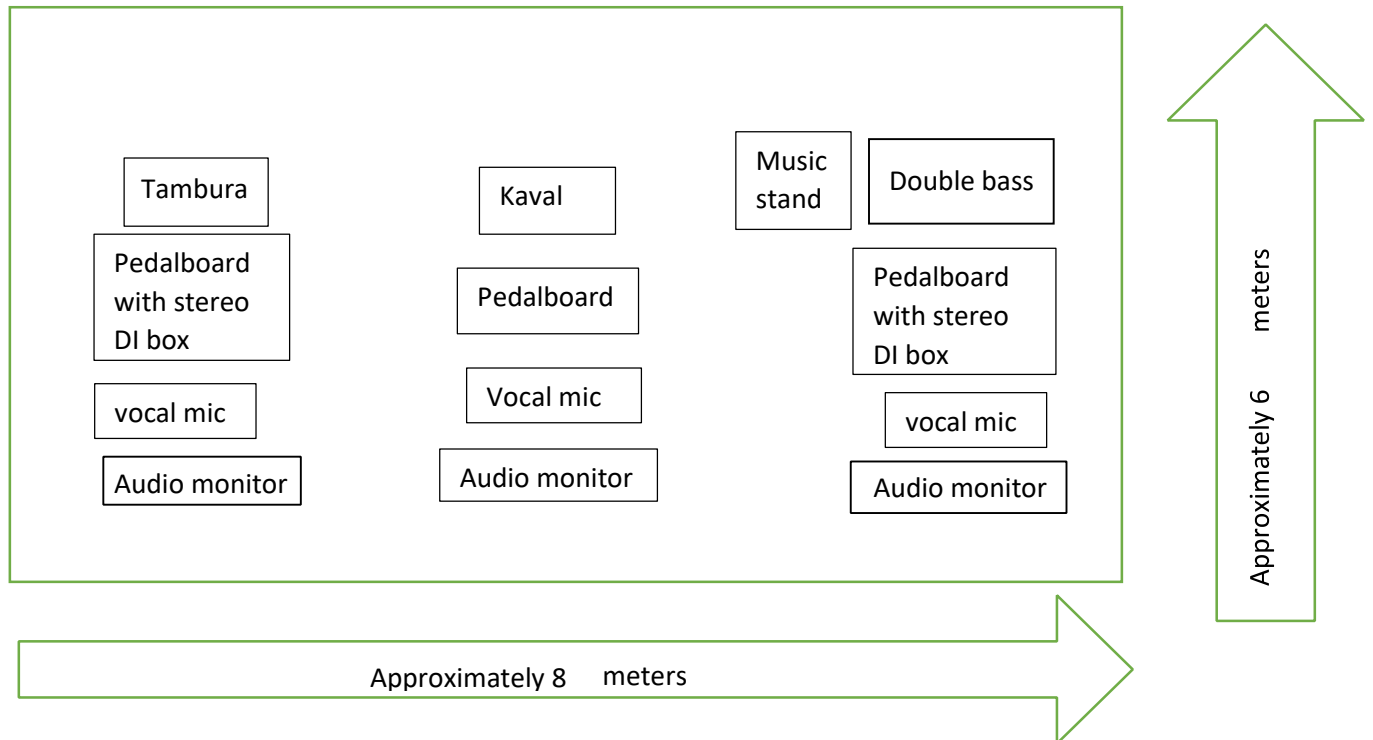 Tambura
Pedalboard
with stereo
DI box
vocal mic
Audio monitor
Kaval
Pedalboard
Vocal mic
Audio monitor
Music
stand
Double bass
Pedalboard
with stereo
DI box
vocal mic
Audio monitor
Approximately 6 meters
Approximately 8 meters